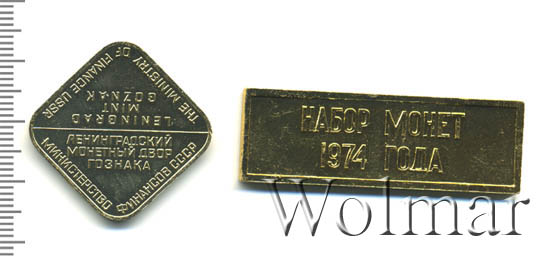 THE MINISTRY OF FINANCE USSR
LENINGRAD
MINT
GOZNAK
ЛЕНИНГРАДСКИЙ
МОНЕТНЫЙ ДВОР
ГОЗНАКА
МИНИСТЕРСТВО ФИНАНСОВ СССР
НАБОР МОНЕТ
1974 ГОДА
Wolmar